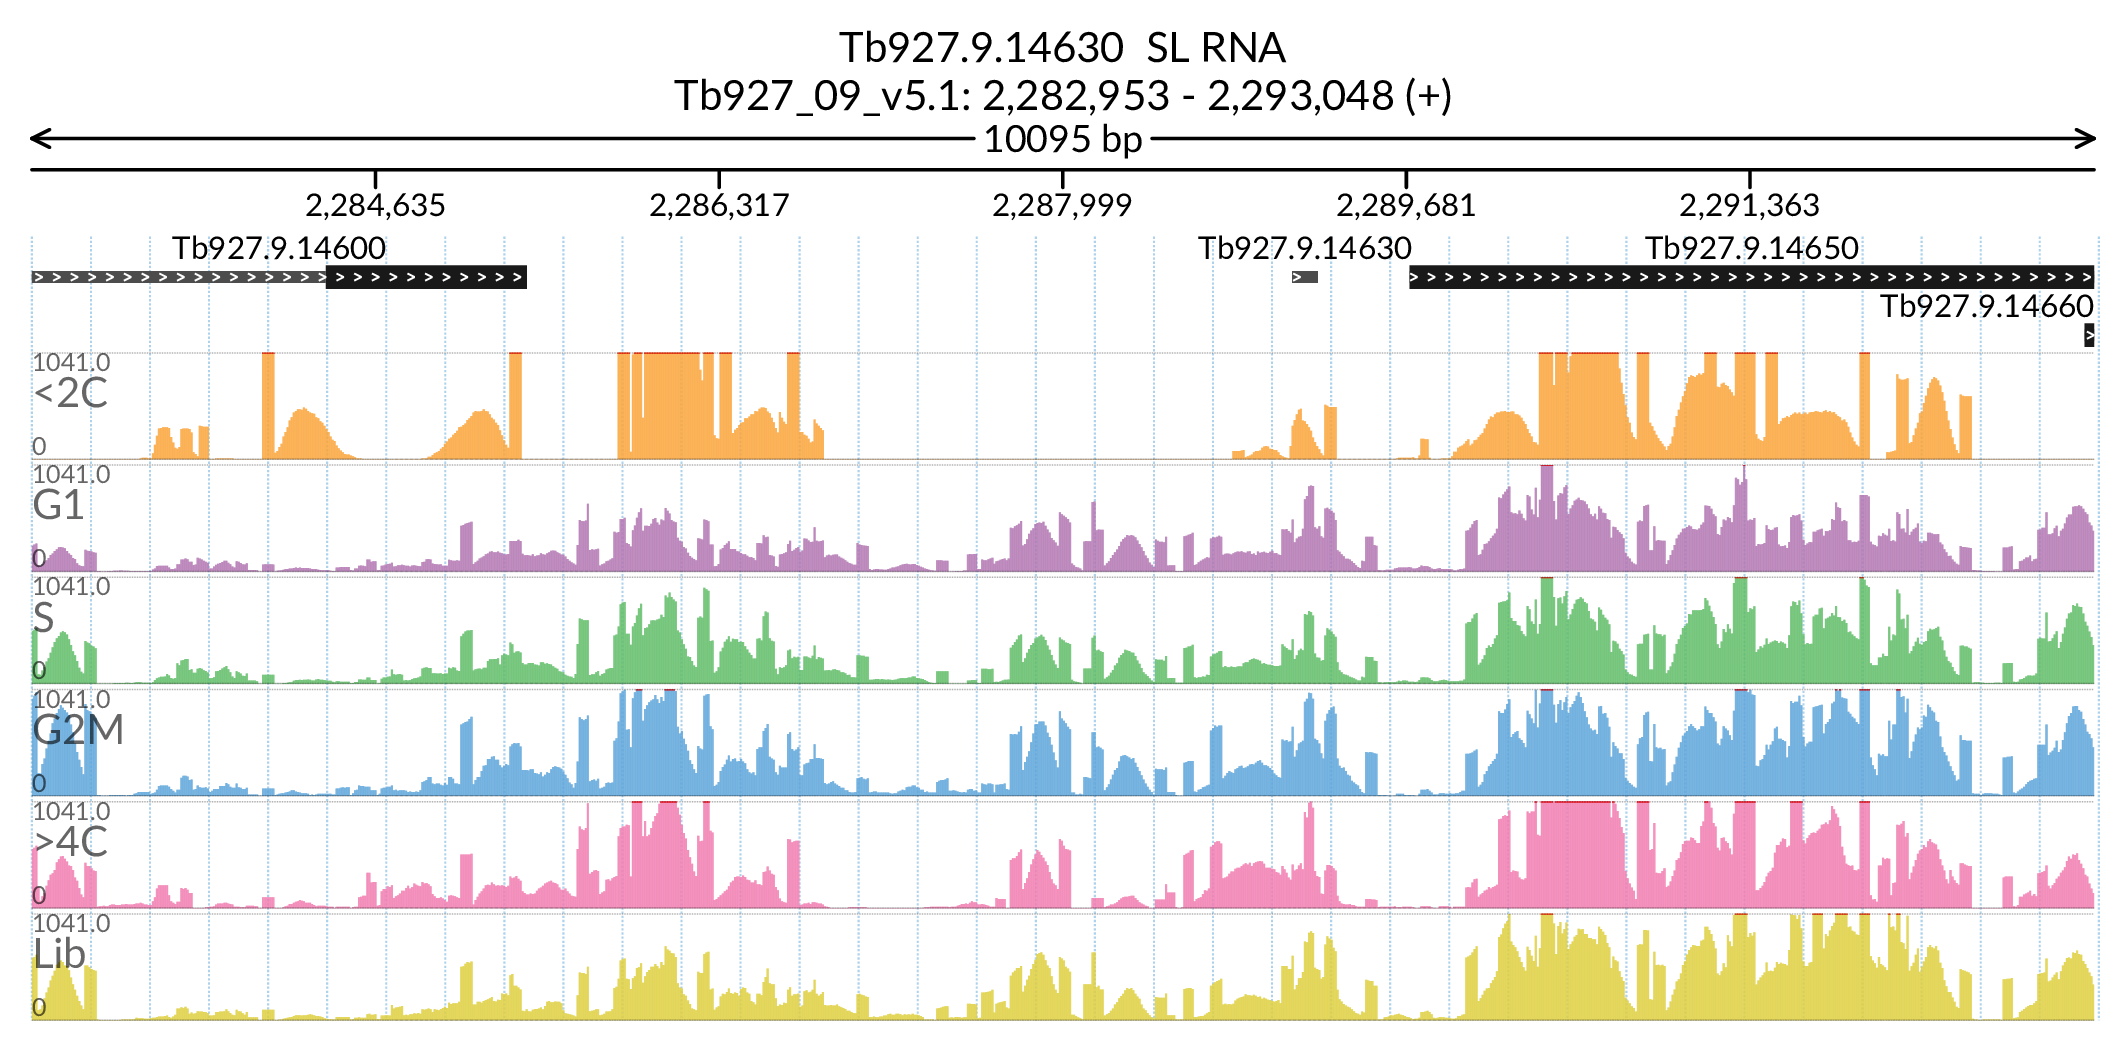 Tb927.9.14630  SL RNA
Tb927_09_v5.1: 2,282,953 - 2,293,048 (+)
10095 bp
2,284,635 2,286,317 2,287,999 2,289,681 2,291,363
Tb927.9.14600 Tb927.9.14630 Tb927.9.14650
Tb927.9.14660
1041.0
<2C
0
1041.0
G1
0
1041.0
S
0
1041.0
G2M
0
1041.0
>4C
0
1041.0
Lib
0